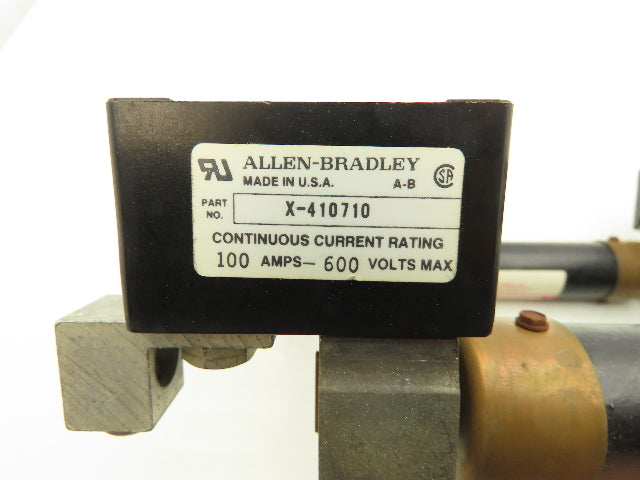 ALLEN-BRADLEY
MADE IN U.S.A. A-B
PART NO. X-410710
CONTINUOUS CURRENT RATING
100 AMPS- 600 VOLTS MAX